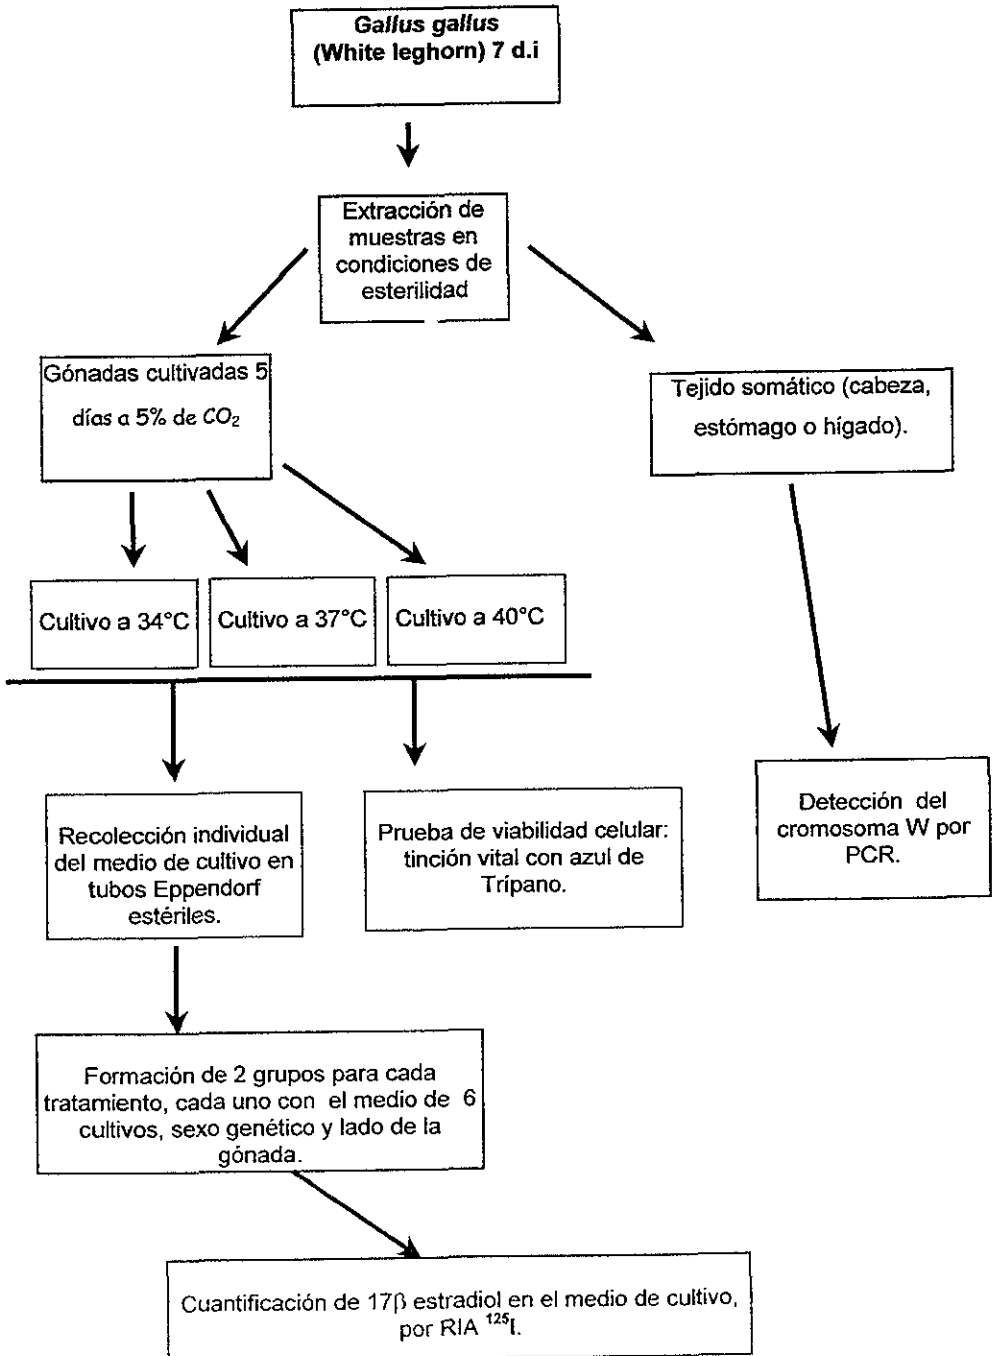 Gallus gallus
(White leghorn) 7 d.i
Extracción de
muestras en
condiciones de
esterilidad
Gónadas cultivadas 5
días a 5% de CO₂
Tejido somático (cabeza,
estómago o hígado).
Cultivo a 34°C
Cultivo a 37°C
Cultivo a 40°C
Recolección individual
del medio de cultivo en
tubos Eppendorf
estériles.
Prueba de viabilidad celular:
tinción vital con azul de
Trípano.
Detección del
cromosoma W por
PCR.
Formación de 2 grupos para cada
tratamiento, cada uno con el medio de 6
cultivos, sexo genético y lado de la
gónada.
Cuantificación de 17β estradiol en el medio de cultivo,
por RIA ¹²⁵I.